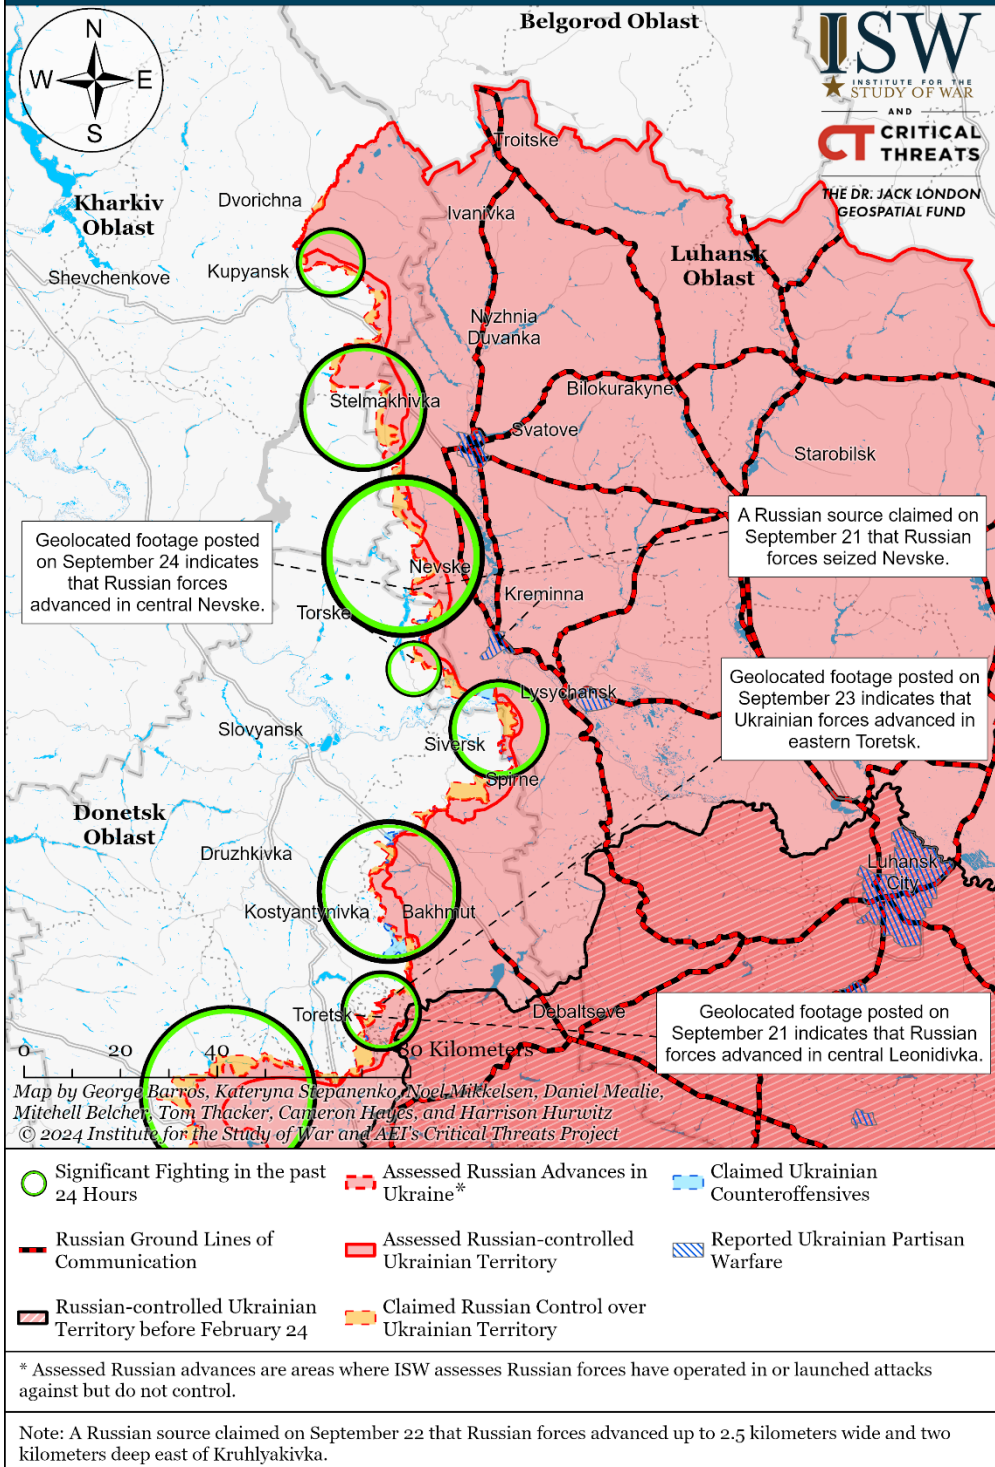 Belgorod Oblast
N
W E
S
ISW
INSTITUTE FOR THE
STUDY OF WAR
AND
CT CRITICAL
THREATS
THE DR. JACK LONDON
GEOSPATIAL FUND
Troitske
Dvorichna
Kharkiv
Oblast
Ivanivka
Luhansk
Oblast
Shevchenkove
Kupyansk
Nyzhnia
Duvanka
Bilokurakyne
Stelmakhivka
Svatove
Starobilsk
A Russian source claimed on
September 21 that Russian
forces seized Nevske.
Geolocated footage posted
on September 24 indicates
that Russian forces
advanced in central Nevske.
Nevske
Kreminna
Torske
Geolocated footage posted on
September 23 indicates that
Ukrainian forces advanced in
eastern Toretsk.
Lysychansk
Slovyansk
Siversk
Spirne
Donetsk
Oblast
Druzhkivka
Luhansk
City
Kostyantynivka
Bakhmut
Toretsk
Debaltseve
Geolocated footage posted on
September 21 indicates that Russian
forces advanced in central Leonidivka.
0 20 40 80 Kilometers
Map by George Barros, Kateryna Stepanenko, Noel Mikkelsen, Daniel Mealie,
Mitchell Belcher, Tom Thacker, Cameron Hayes, and Harrison Hurwitz
© 2024 Institute for the Study of War and AEI's Critical Threats Project
Significant Fighting in the past
24 Hours
Assessed Russian Advances in
Ukraine*
Claimed Ukrainian
Counteroffensives
Russian Ground Lines of
Communication
Assessed Russian-controlled
Ukrainian Territory
Reported Ukrainian Partisan
Warfare
Russian-controlled Ukrainian
Territory before February 24
Claimed Russian Control over
Ukrainian Territory
* Assessed Russian advances are areas where ISW assesses Russian forces have operated in or launched attacks
against but do not control.
Note: A Russian source claimed on September 22 that Russian forces advanced up to 2.5 kilometers wide and two
kilometers deep east of Kruhlyakivka.